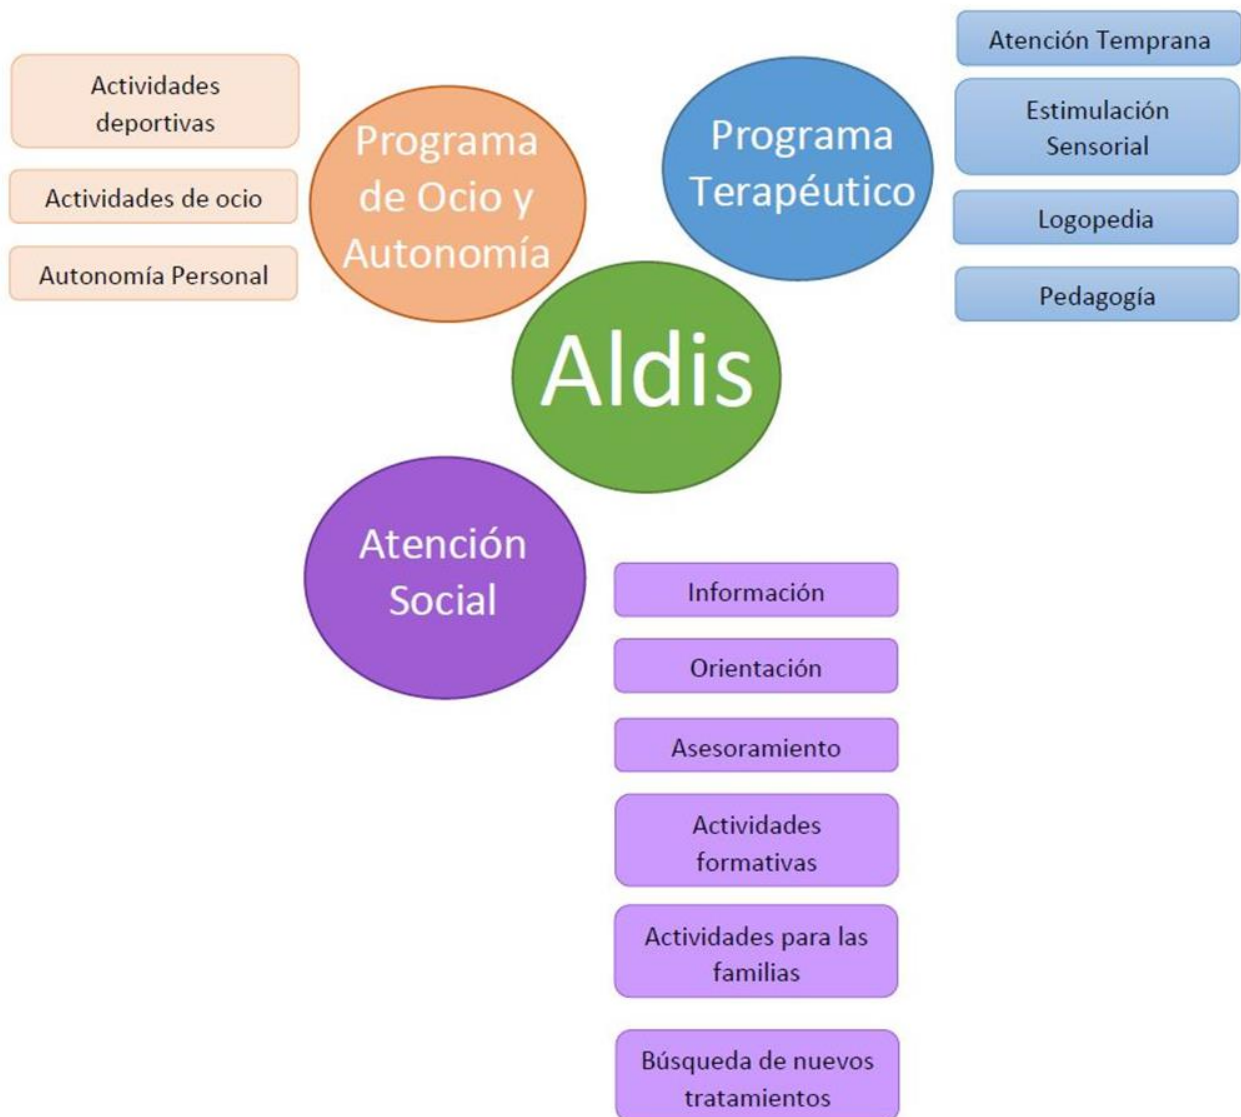 Actividades
deportivas
Actividades de ocio
Autonomía Personal
Programa
de Ocio y
Autonomía
Programa
Terapéutico
Atención Temprana
Estimulación
Sensorial
Logopedia
Pedagogía
Aldis
Atención
Social
Información
Orientación
Asesoramiento
Actividades
formativas
Actividades para las
familias
Búsqueda de nuevos
tratamientos